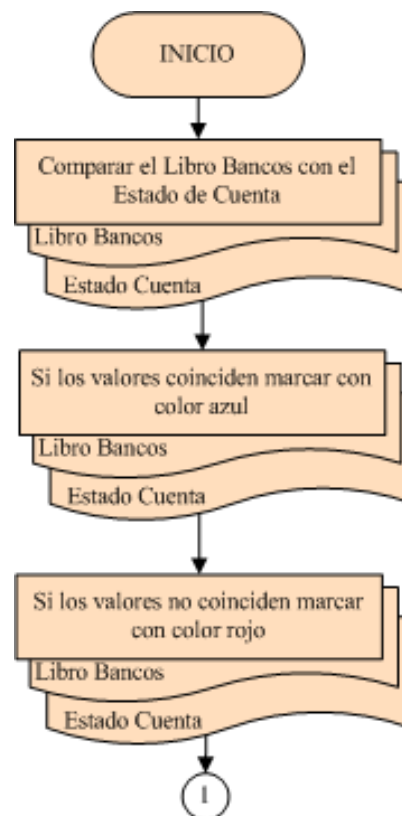 INICIO
Comparar el Libro Bancos con el
Estado de Cuenta
Libro Bancos
Estado Cuenta
Si los valores coinciden marcar con
color azul
Libro Bancos
Estado Cuenta
Si los valores no coinciden marcar
con color rojo
Libro Bancos
Estado Cuenta
1